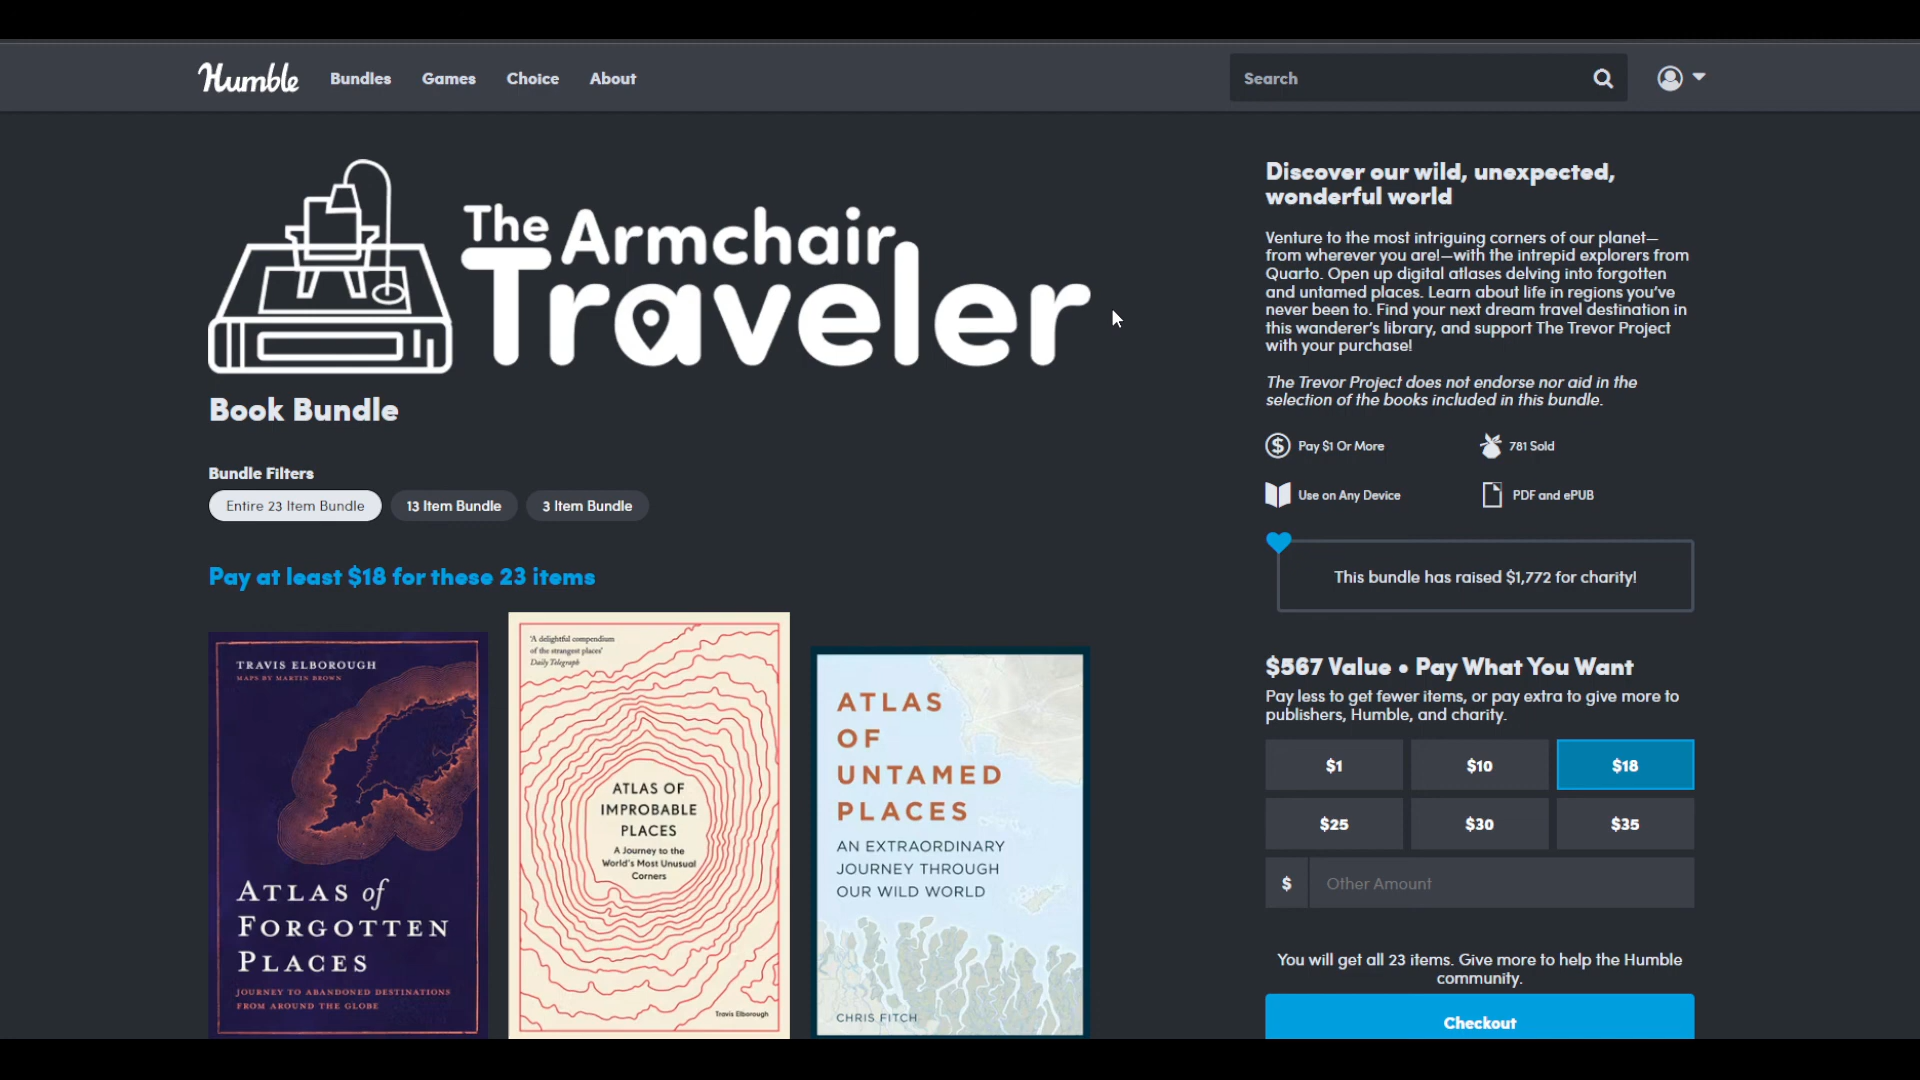 Humble
Bundles
Games
Choice
About
Search
The Armchair
Traveler
Book Bundle
Bundle Filters
Entire 23 Item Bundle
13 Item Bundle
3 Item Bundle
Pay at least $18 for these 23 items
TRAVIS ELBOROUGH
MAPS BY MARTIN BROWN
ATLAS of
FORGOTTEN
PLACES
JOURNEY TO ABANDONED DESTINATIONS
FROM AROUND THE GLOBE
'A delightful compendium
of the strangest places'
Daily Telegraph
ATLAS OF
IMPROBABLE
PLACES
A Journey to the
World's Most Unusual
Corners
Travis Elborough
ATLAS
OF
UNTAMED
PLACES
AN EXTRAORDINARY
JOURNEY THROUGH
OUR WILD WORLD
CHRIS FITCH
Discover our wild, unexpected,
wonderful world
Venture to the most intriguing corners of our planet—
from wherever you are!—with the intrepid explorers from
Quarto. Open up digital atlases delving into forgotten
and untamed places. Learn about life in regions you've
never been to. Find your next dream travel destination in
this wanderer's library, and support The Trevor Project
with your purchase!
The Trevor Project does not endorse nor aid in the
selection of the books included in this bundle.
Pay $1 Or More
781 Sold
Use on Any Device
PDF and ePUB
This bundle has raised $1,772 for charity!
$567 Value • Pay What You Want
Pay less to get fewer items, or pay extra to give more to
publishers, Humble, and charity.
$1
$10
$18
$25
$30
$35
$
Other Amount
You will get all 23 items. Give more to help the Humble
community.
Checkout